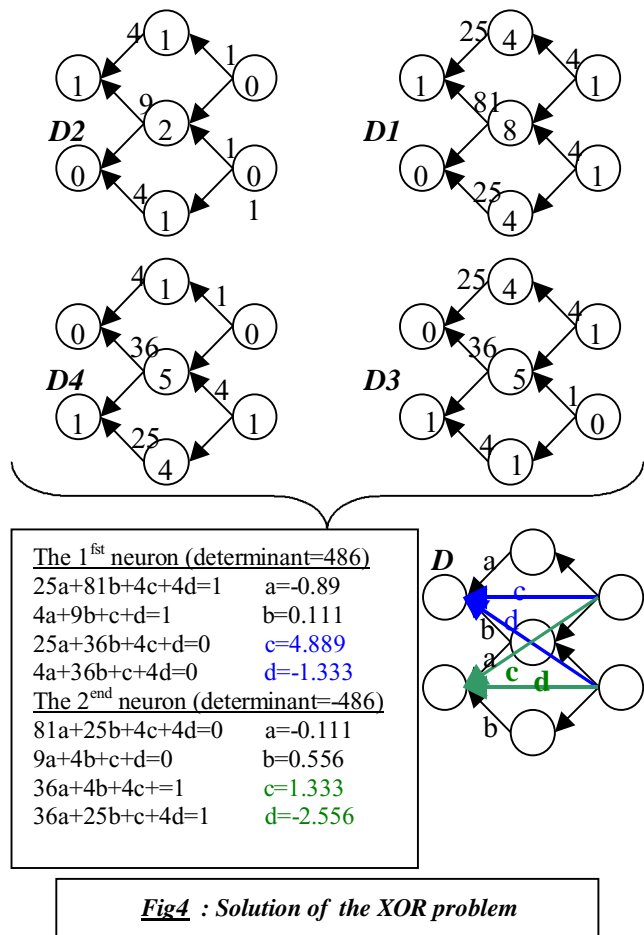 4 1 1 0
1 9 2
D2
0 1 0
4 1 1
25 4 4 1
1 81 8
D1
0 4 1
25 4
4 1 1 0
0 36 5
D4
1 4 1
25 4
25 4 4 1
0 36 5
D3
1 1 0
4 1
The 1fst neuron (determinant=486)
25a+81b+4c+4d=1 a=-0.89
4a+9b+c+d=1 b=0.111
25a+36b+4c+d=0 c=4.889
4a+36b+c+4d=0 d=-1.333
The 2end neuron (determinant=-486)
81a+25b+4c+4d=0 a=-0.111
9a+4b+c+d=0 b=0.556
36a+4b+4c+=1 c=1.333
36a+25b+c+4d=1 d=-2.556
D a
c
b d
a
c d
b
Fig4 : Solution of the XOR problem